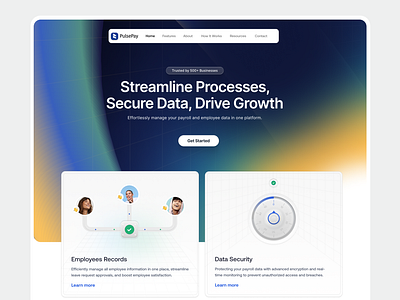 PulsePay
Home Features About How It Works Resources Contact
Trusted by 500+ Businesses
Streamline Processes,
Secure Data, Drive Growth
Effortlessly manage your payroll and employee data in one platform.
Get Started
Employees Records
Efficiently manage all employee information in one place, streamline
leave request approvals, and boost employee satisfaction.
Learn more
Data Security
Protecting your payroll data with advanced encryption and real-
time monitoring to prevent unauthorized access and breaches.
Learn more